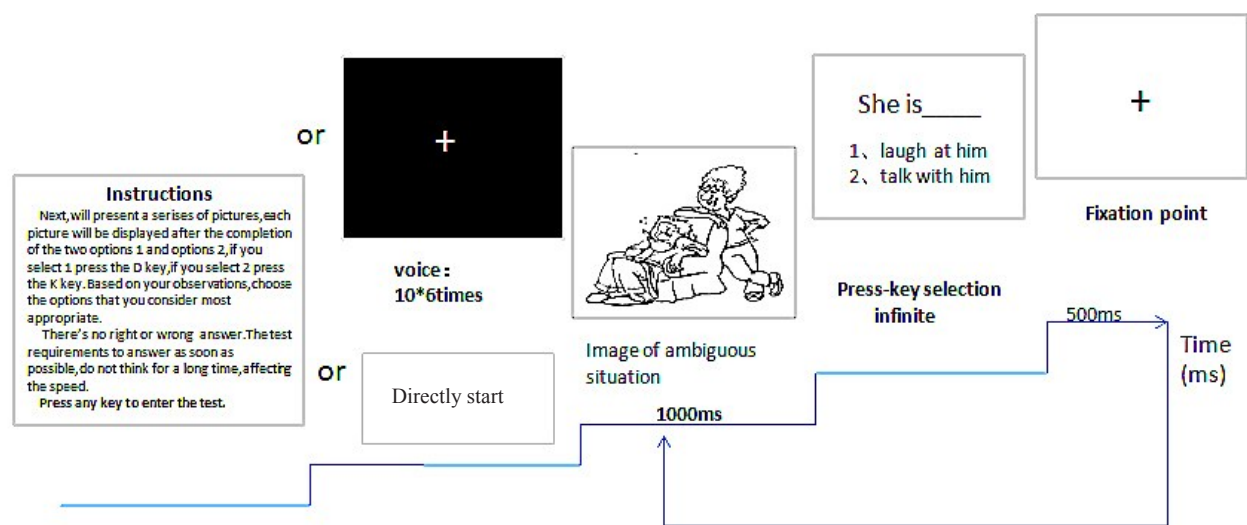 Instructions
Next,will present a serises of pictures,each
picture will be displayed after the completion
of the two options 1 and options 2,if you
select 1 press the D key,if you select 2 press
the K key.Based on your observations,choose
the options that you consider most
appropriate.
There's no right or wrong answer.The test
requirements to answer as soon as
possible,do not think for a long time,affecting
the speed.
Press any key to enter the test.
or
+
voice:
10*6times
or
Directly start
Image of ambiguous
situation
1000ms
She is____
1、laugh at him
2、talk with him
Press-key selection
infinite
+
Fixation point
500ms
Time
(ms)